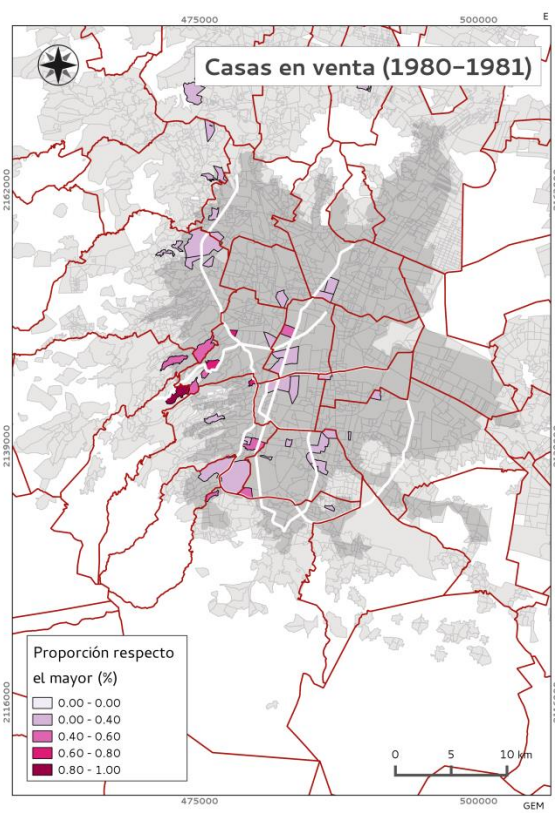 475000
500000
E
Casas en venta (1980-1981)
2162000
2139000
2116000
Proporción respecto
el mayor (%)
0.00 - 0.00
0.00 - 0.40
0.40 - 0.60
0.60 - 0.80
0.80 - 1.00
0 5 10 km
475000
500000
GEM